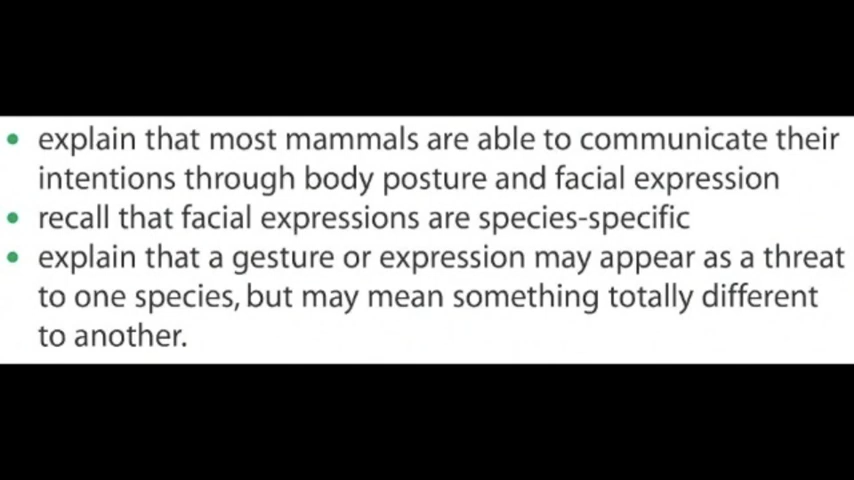 • explain that most mammals are able to communicate their
intentions through body posture and facial expression
• recall that facial expressions are species-specific
• explain that a gesture or expression may appear as a threat
to one species, but may mean something totally different
to another.